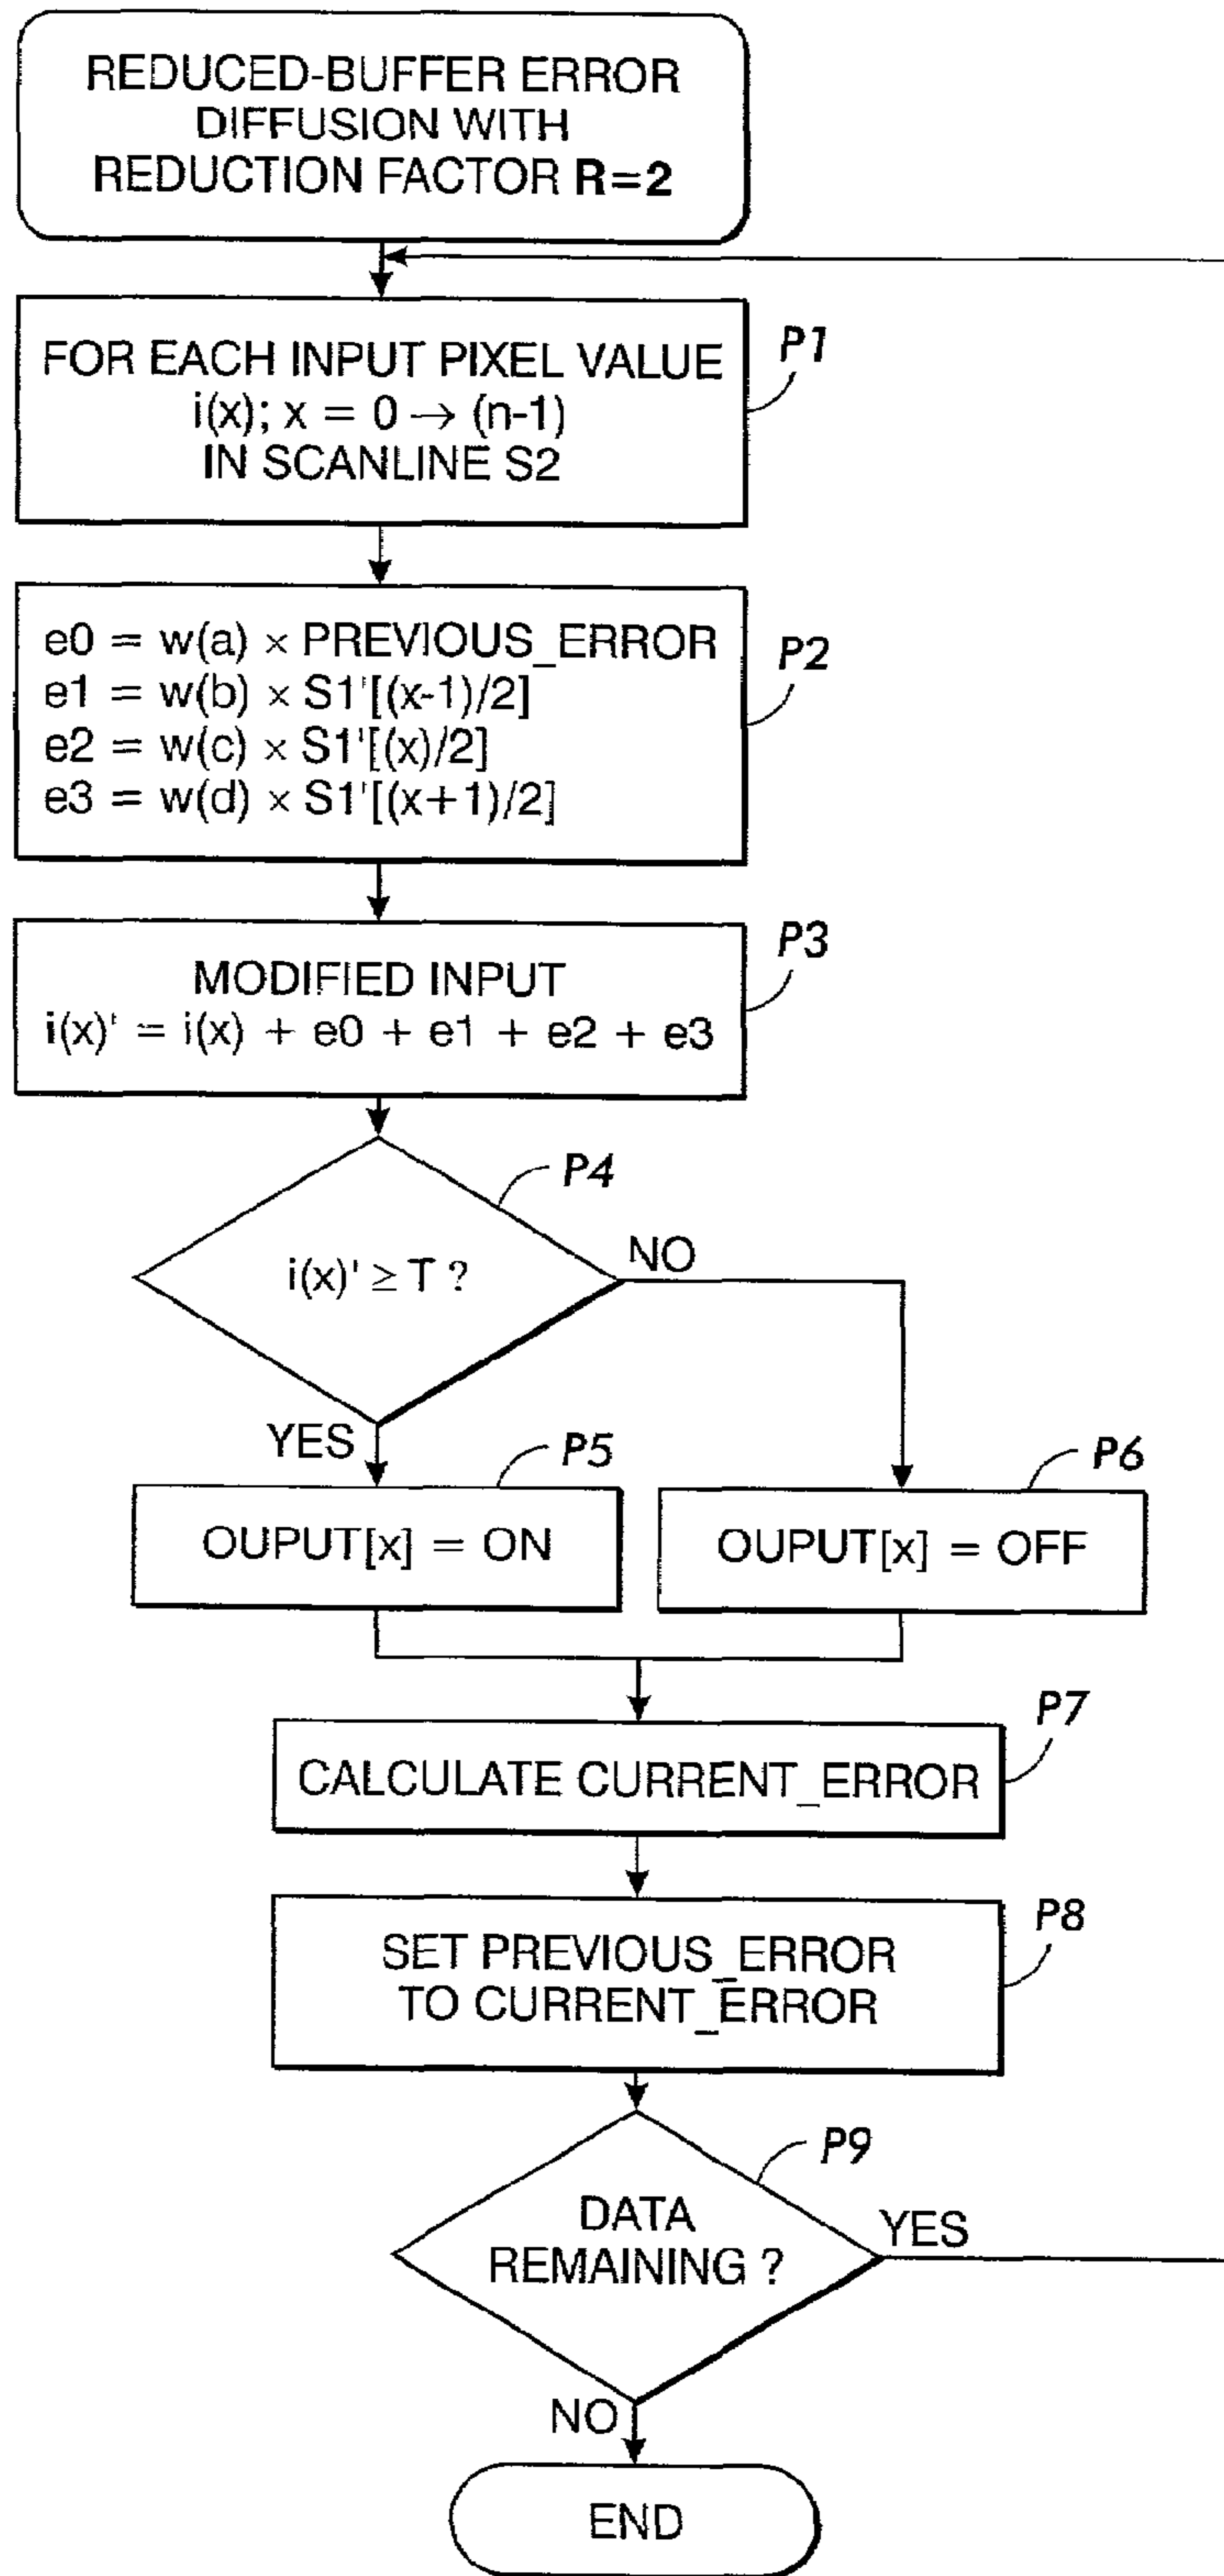 REDUCED-BUFFER ERROR
DIFFUSION WITH
REDUCTION FACTOR R=2
FOR EACH INPUT PIXEL VALUE
i(x); x = 0 → (n-1)
IN SCANLINE S2
P1
e0 = w(a) × PREVIOUS_ERROR
e1 = w(b) × S1'[(x-1)/2]
e2 = w(c) × S1'[(x)/2]
e3 = w(d) × S1'[(x+1)/2]
P2
MODIFIED INPUT
i(x)' = i(x) + e0 + e1 + e2 + e3
P3
i(x)' ≥ T ?
P4
NO
YES
OUPUT[x] = ON
P5
OUPUT[x] = OFF
P6
CALCULATE CURRENT_ERROR
P7
SET PREVIOUS_ERROR
TO CURRENT_ERROR
P8
DATA
REMAINING ?
P9
YES
NO
END